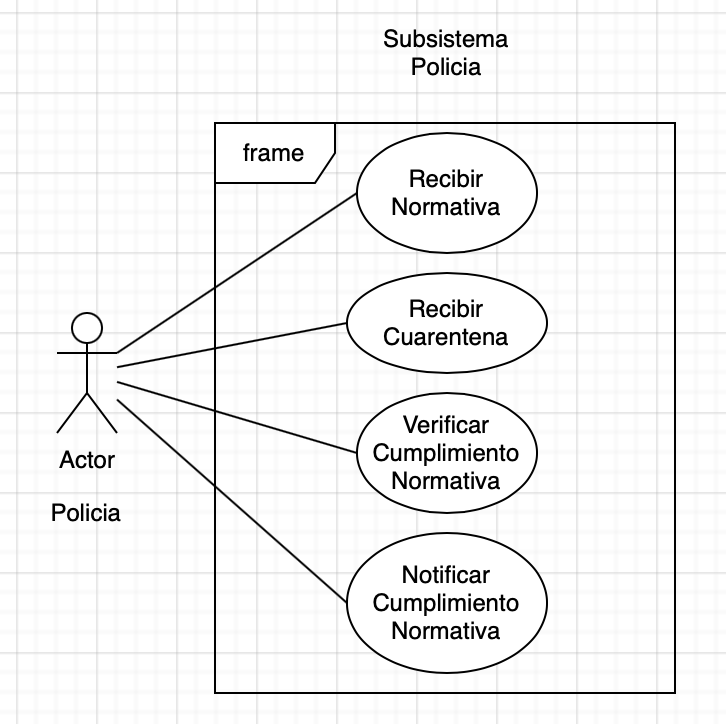 Subsistema
Policia
frame
Recibir
Normativa
Recibir
Cuarentena
Verificar
Cumplimiento
Normativa
Actor
Policia
Notificar
Cumplimiento
Normativa